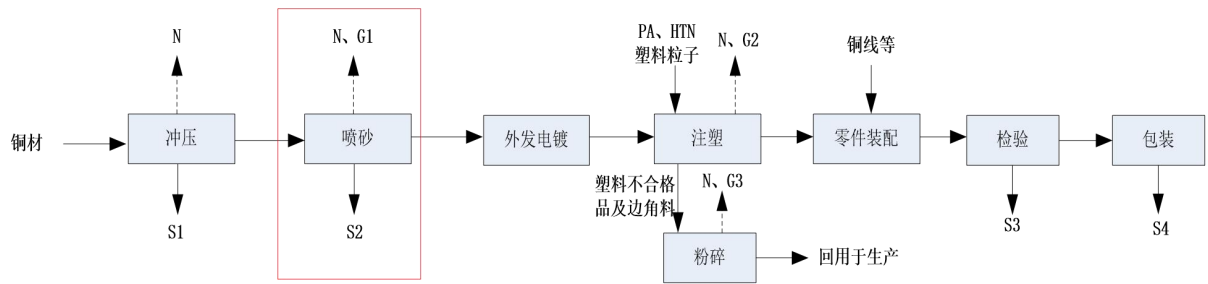 N
N、G1
PA、HTN
塑料粒子
N、G2
铜线等
铜材
冲压
喷砂
外发电镀
注塑
零件装配
检验
包装
塑料不合格
品及边角料
N、G3
S1
S2
S3
S4
粉碎
回用于生产